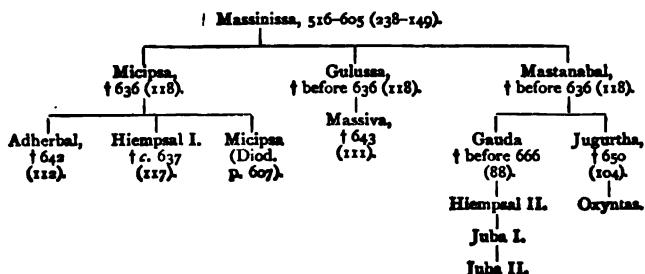 Massinissa, 516–605 (238–149).
Micipsa, Gulussa, Mastanabal,
† 636 (118). † before 636 (118). † before 636 (118).
Adherbal, Hiempsal I. Micipsa Massiva, Gauda Jugurtha,
† 642 † c. 637 (Diod. † 643 † before 666 † 650
(112). (117). p. 607). (111). (88). (104).
Hiempsal II. Oxyntas.
Juba I.
Juba II.